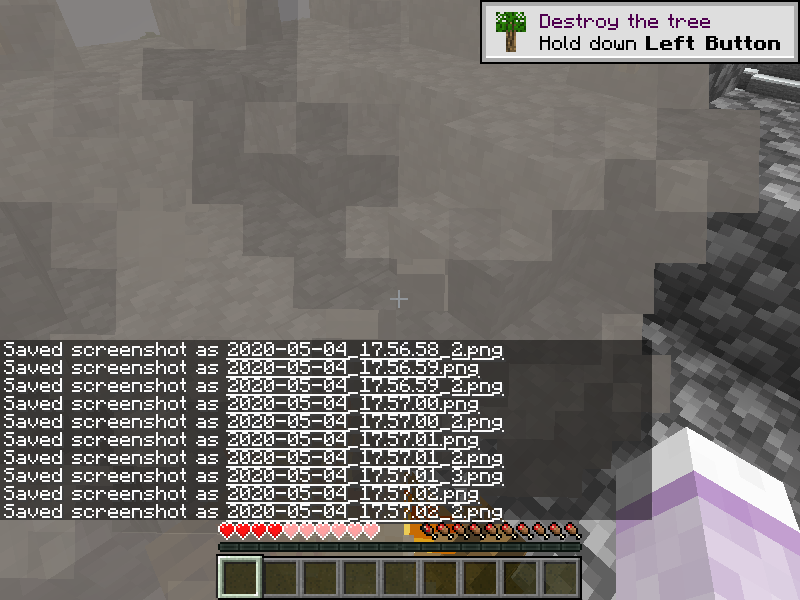 Destroy the tree
Hold down Left Button
Saved screenshot as 2020-05-04_17.56.58_2.png
Saved screenshot as 2020-05-04_17.56.59.png
Saved screenshot as 2020-05-04_17.56.59_2.png
Saved screenshot as 2020-05-04_17.57.00.png
Saved screenshot as 2020-05-04_17.57.00_2.png
Saved screenshot as 2020-05-04_17.57.01.png
Saved screenshot as 2020-05-04_17.57.01_2.png
Saved screenshot as 2020-05-04_17.57.01_3.png
Saved screenshot as 2020-05-04_17.57.02.png
Saved screenshot as 2020-05-04_17.57.02_2.png